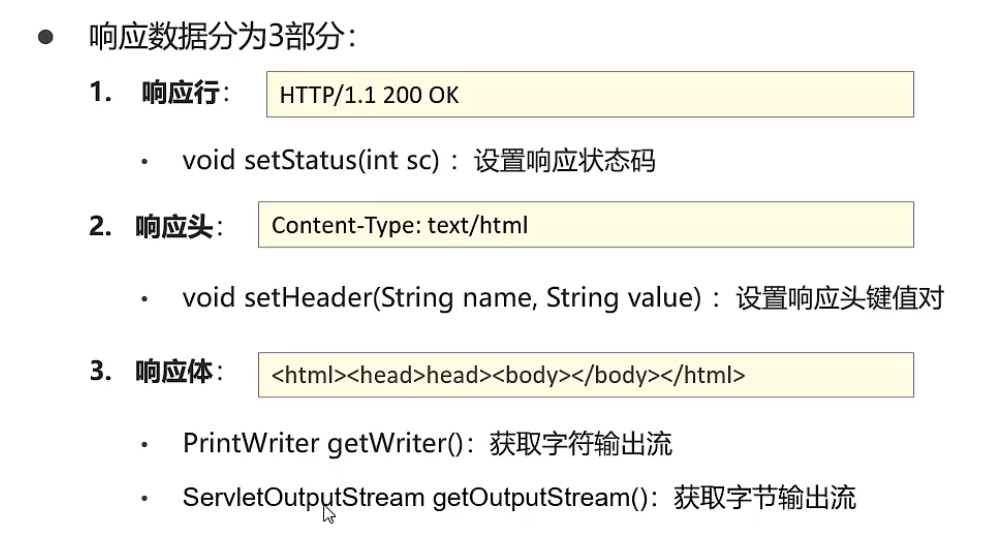 ● 响应数据分为3部分：
1. 响应行： HTTP/1.1 200 OK
• void setStatus(int sc) ：设置响应状态码
2. 响应头： Content-Type: text/html
• void setHeader(String name, String value) ：设置响应头键值对
3. 响应体： <html><head>head><body></body></html>
• PrintWriter getWriter()：获取字符输出流
• ServletOutputStream getOutputStream()：获取字节输出流